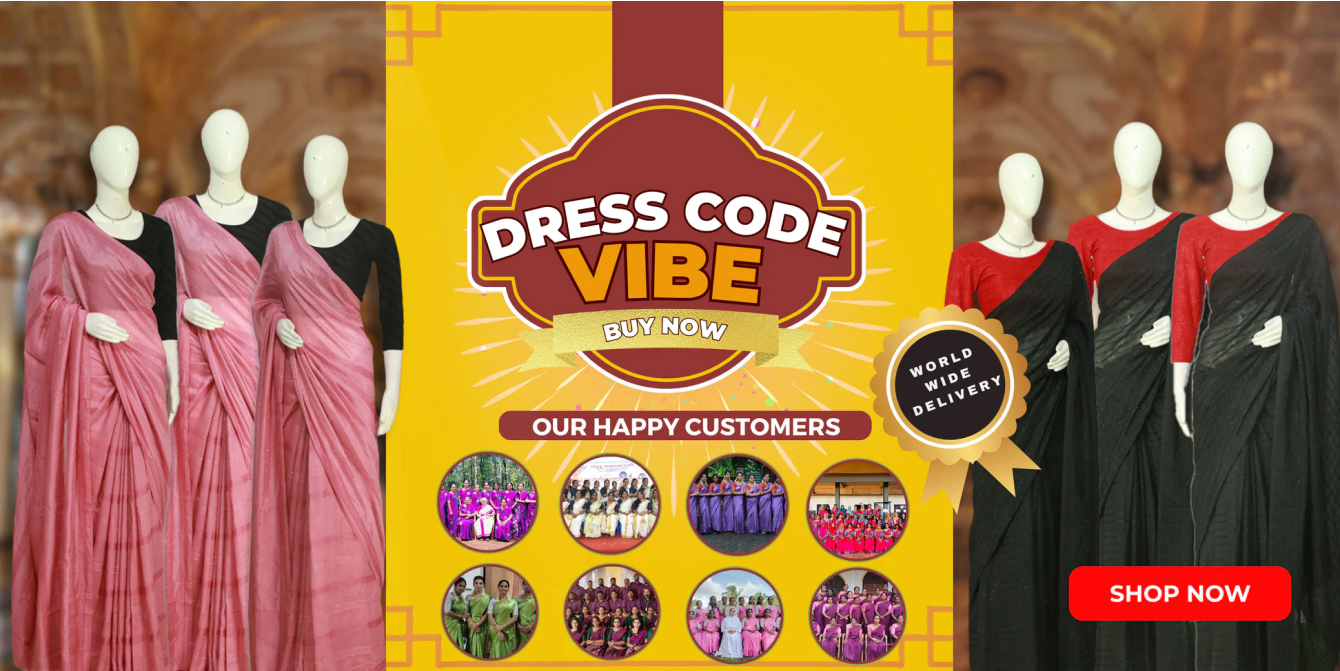 DRESS CODE
VIBE
BUY NOW
WORLD
WIDE
DELIVERY
OUR HAPPY CUSTOMERS
SHOP NOW